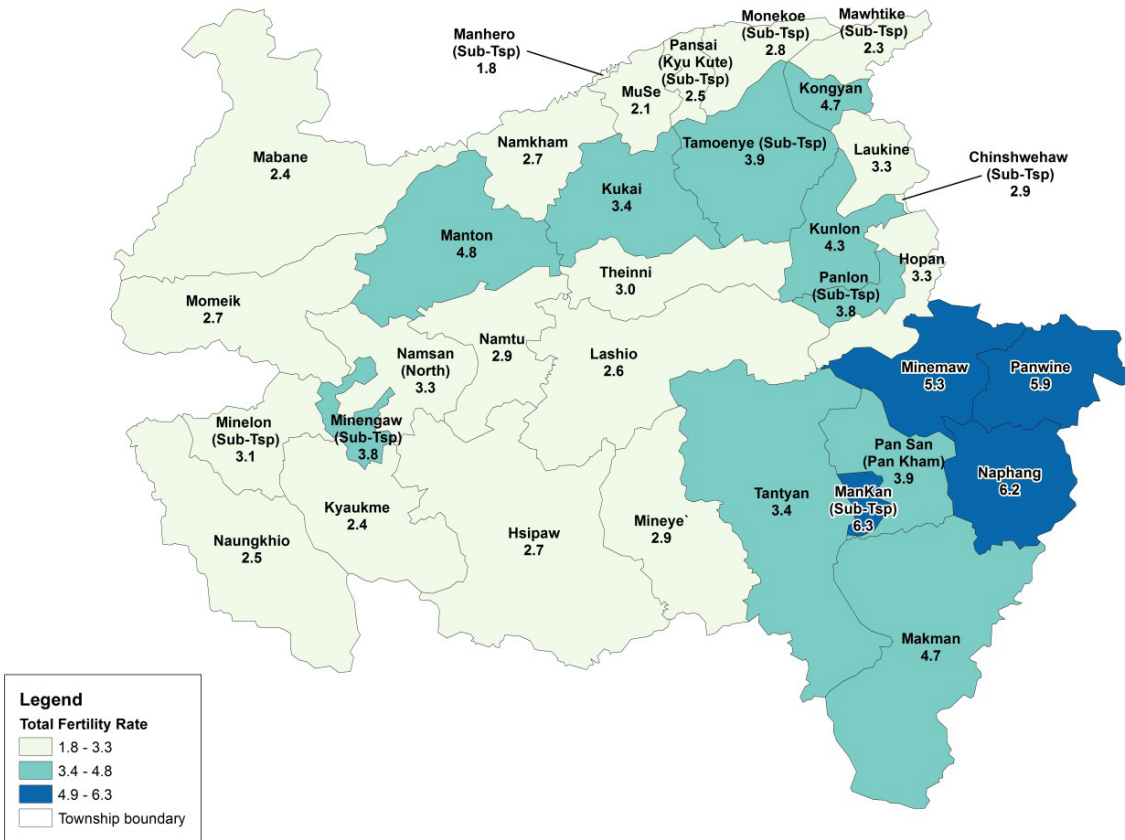 Manhero
(Sub-Tsp)
1.8
Pansai
(Kyu Kute)
(Sub-Tsp)
2.5
Monekoe
(Sub-Tsp)
2.8
Mawhtike
(Sub-Tsp)
2.3
MuSe
2.1
Kongyan
4.7
Mabane
2.4
Namkham
2.7
Tamoenye (Sub-Tsp)
3.9
Laukine
3.3
Chinshwehaw
(Sub-Tsp)
2.9
Kukai
3.4
Manton
4.8
Kunlon
4.3
Hopan
3.3
Theinni
3.0
Panlon
(Sub-Tsp)
3.8
Momeik
2.7
Namtu
2.9
Namsan
(North)
3.3
Lashio
2.6
Minemaw
5.3
Panwine
5.9
Minelon
(Sub-Tsp)
3.1
Minengaw
(Sub-Tsp)
3.8
Pan San
(Pan Kham)
3.9
Naphang
6.2
Kyaukme
2.4
Tantyan
3.4
ManKan
(Sub-Tsp)
6.3
Naungkhio
2.5
Hsipaw
2.7
Mineye`
2.9
Makman
4.7
Legend
Total Fertility Rate
1.8 - 3.3
3.4 - 4.8
4.9 - 6.3
Township boundary